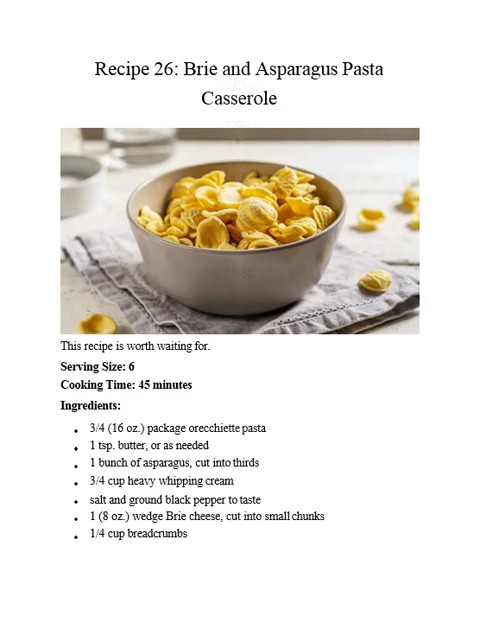 Recipe 26: Brie and Asparagus Pasta
Casserole
This recipe is worth waiting for.
Serving Size: 6
Cooking Time: 45 minutes
Ingredients:
• 3/4 (16 oz.) package orecchiette pasta
• 1 tsp. butter, or as needed
• 1 bunch of asparagus, cut into thirds
• 3/4 cup heavy whipping cream
• salt and ground black pepper to taste
• 1 (8 oz.) wedge Brie cheese, cut into small chunks
• 1/4 cup breadcrumbs